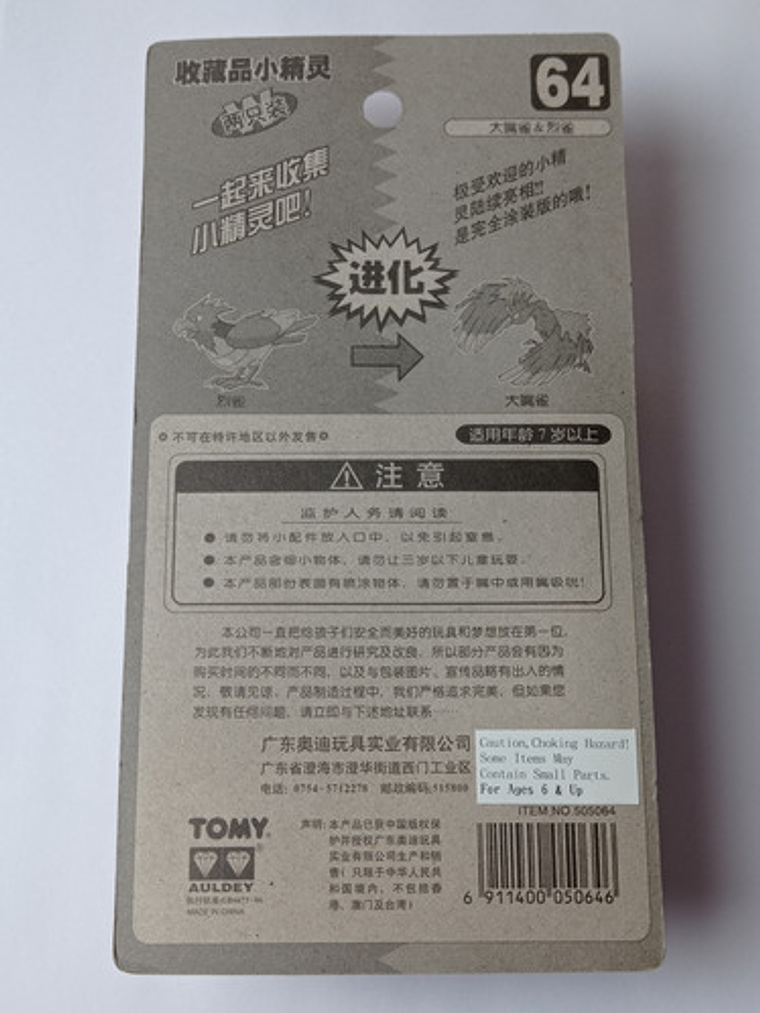 收藏品小精灵
两只装
64
大嘴雀&烈雀
一起来收集
小精灵吧!
极受欢迎的小精
灵陆续亮相!!
是完全涂装版的哦!
进化
烈雀
大嘴雀
不可在特许地区以外发售
适用年龄7岁以上
注意
监护人务请阅读
● 请勿将小配件放入口中，以免引起窒息。
● 本产品含细小物体，请勿让三岁以下儿童玩耍。
● 本产品部份表面有喷涂物体，请勿置于嘴中或用嘴吸吮!
本公司一直把给孩子们安全而美好的玩具和梦想放在第一位，
为此我们不断地对产品进行研究及改良，所以部分产品会有因为
购买时间的不同而不同，以及与包装图片、宣传品略有出入的情
况，敬请见谅，产品制造过程中，我们严格追求完美，但如果您
发现有任何问题，请立即与下述地址联系……
广东奥迪玩具实业有限公司
广东省澄海市澄华街道西门工业区
电话: 0754-5712278 邮政编码:515800
Caution,Choking Hazard!
Some Items May
Contain Small Parts.
For Ages 6 & Up
ITEM NO.505064
TOMY
AULDEY
MADE IN CHINA
声明: 本产品已获中国版权保
护并授权广东奥迪玩具
实业有限公司生产和销
售(只限于中华人民共
和国境内，不包括香
港、澳门及台湾)
6 911400 050646